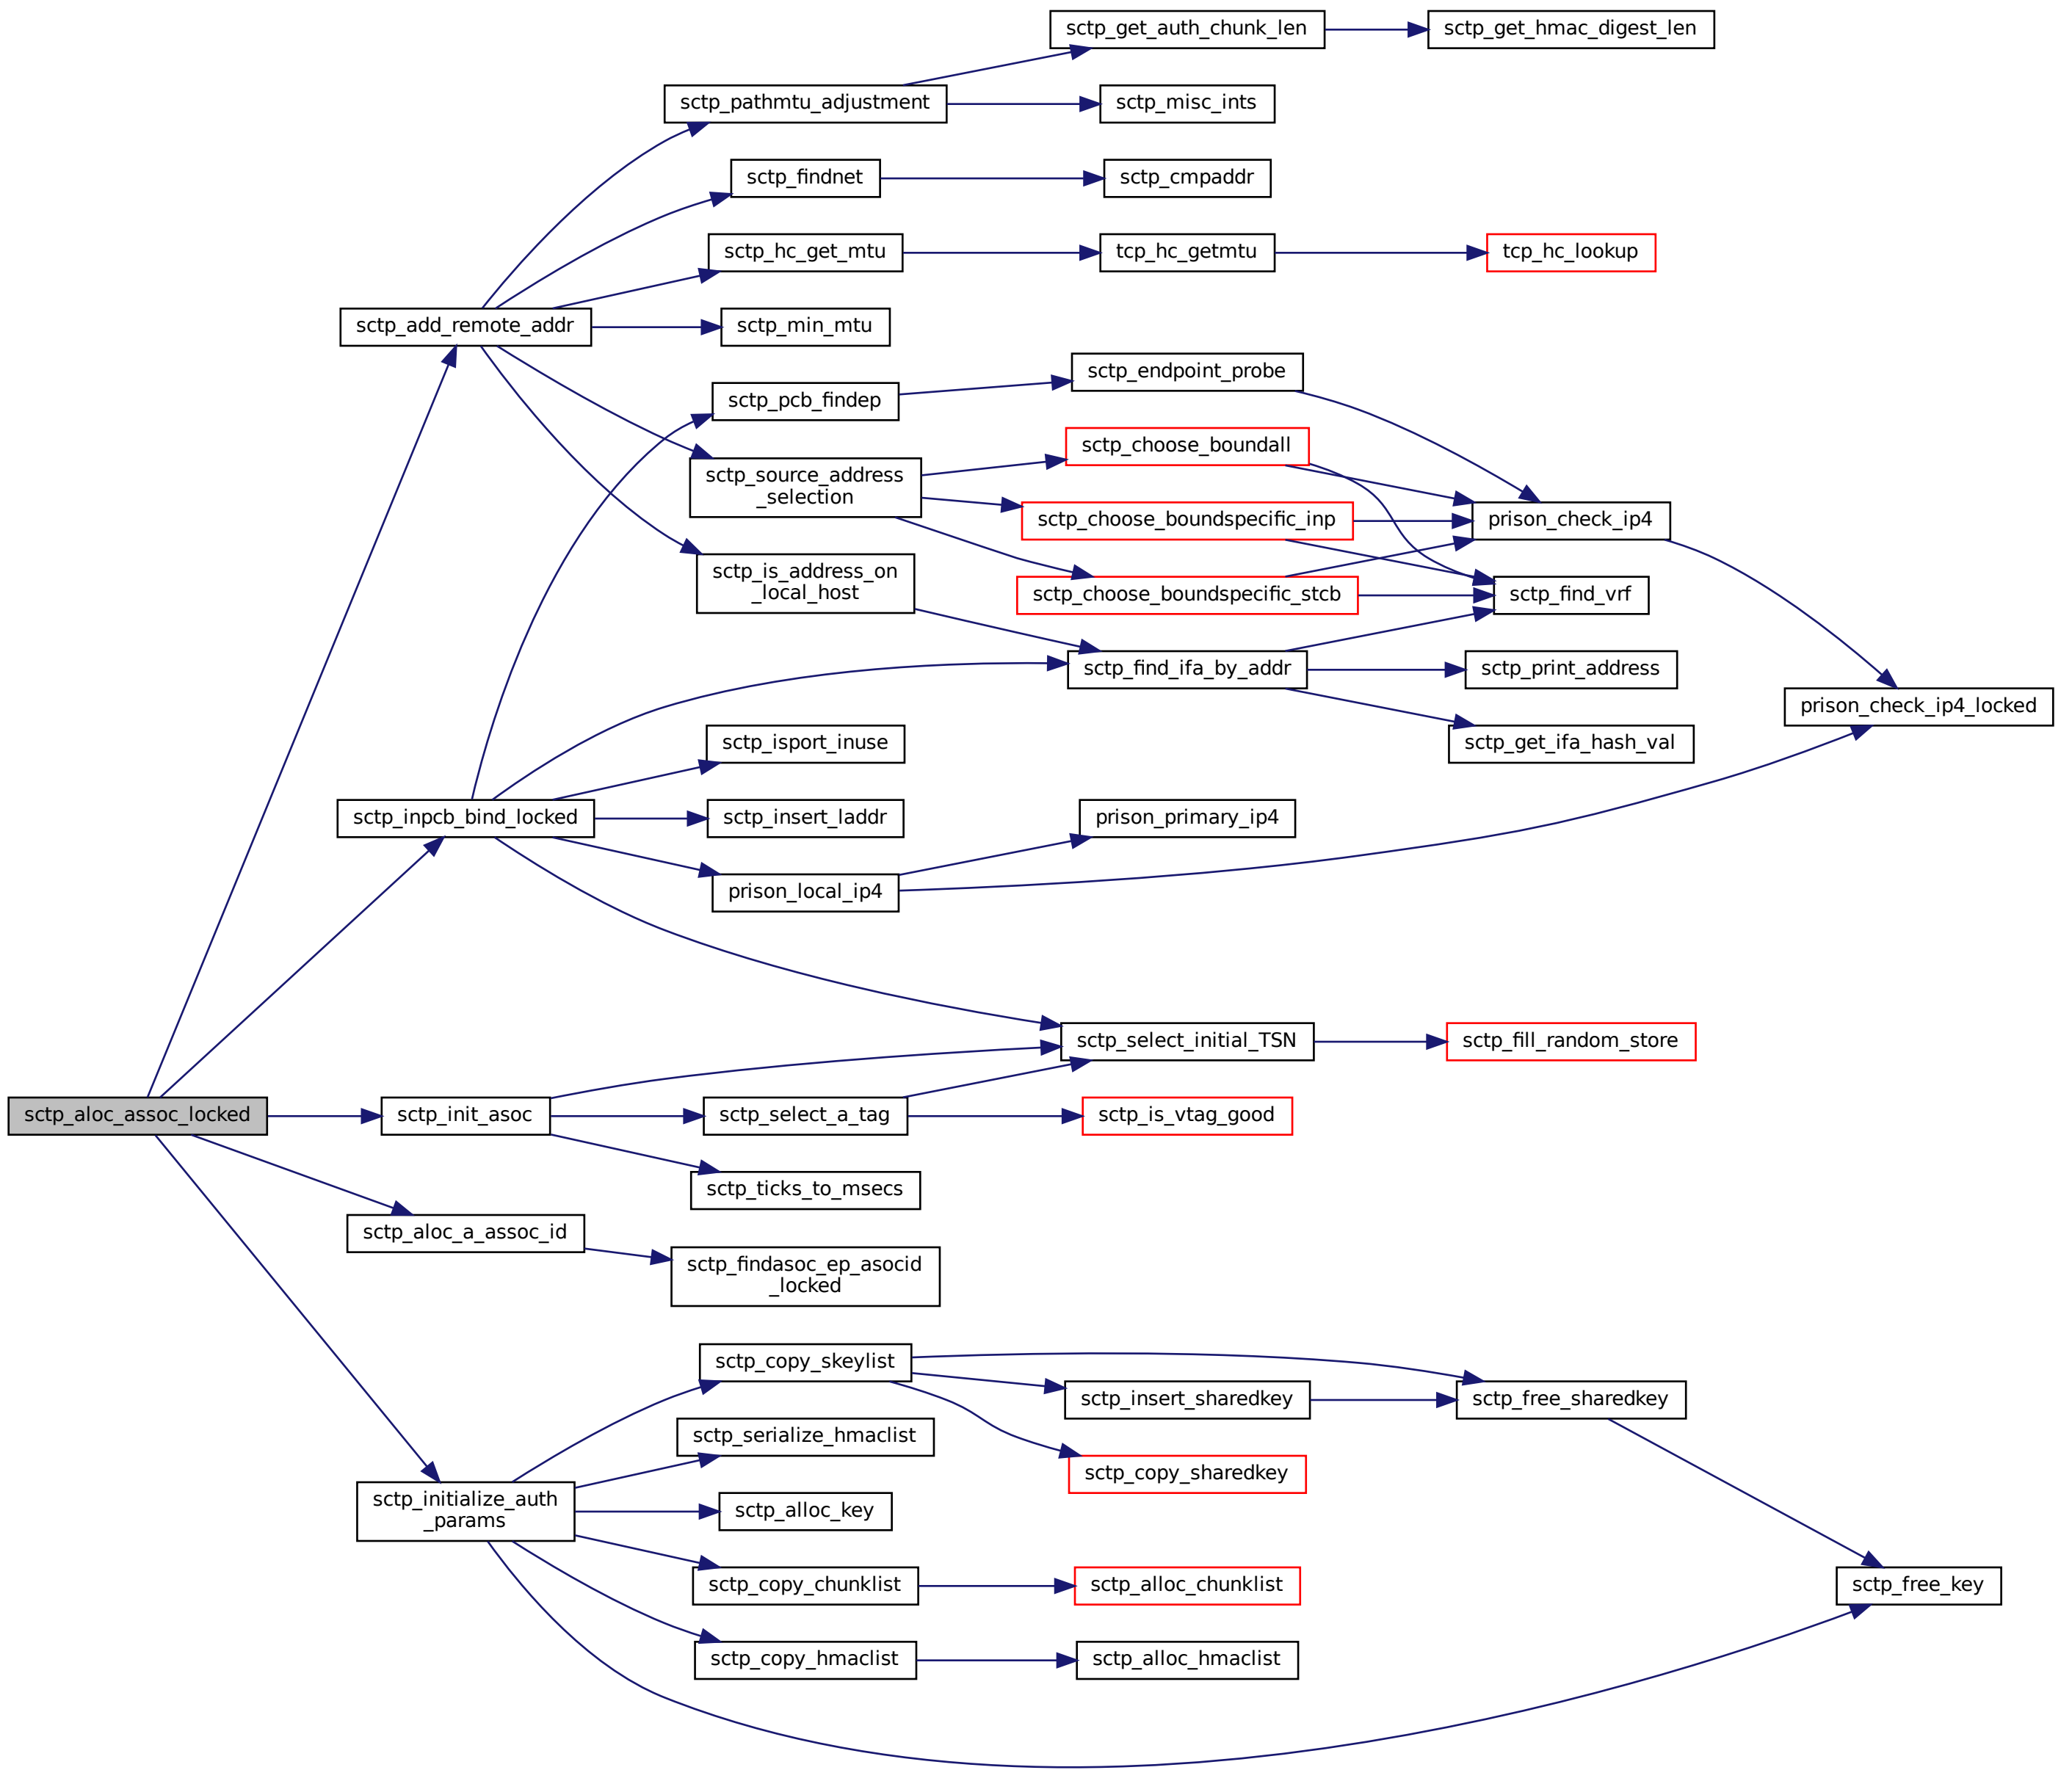 sctp_get_auth_chunk_len
sctp_get_hmac_digest_len
sctp_pathmtu_adjustment
sctp_misc_ints
sctp_findnet
sctp_cmpaddr
sctp_hc_get_mtu
tcp_hc_getmtu
tcp_hc_lookup
sctp_add_remote_addr
sctp_min_mtu
sctp_endpoint_probe
sctp_pcb_findep
sctp_choose_boundall
sctp_source_address
_selection
sctp_choose_boundspecific_inp
prison_check_ip4
sctp_is_address_on
_local_host
sctp_choose_boundspecific_stcb
sctp_find_vrf
sctp_find_ifa_by_addr
sctp_print_address
prison_check_ip4_locked
sctp_isport_inuse
sctp_get_ifa_hash_val
sctp_inpcb_bind_locked
sctp_insert_laddr
prison_primary_ip4
prison_local_ip4
sctp_select_initial_TSN
sctp_fill_random_store
sctp_aloc_assoc_locked
sctp_init_asoc
sctp_select_a_tag
sctp_is_vtag_good
sctp_ticks_to_msecs
sctp_aloc_a_assoc_id
sctp_findasoc_ep_asocid
_locked
sctp_copy_skeylist
sctp_insert_sharedkey
sctp_free_sharedkey
sctp_serialize_hmaclist
sctp_copy_sharedkey
sctp_initialize_auth
_params
sctp_alloc_key
sctp_copy_chunklist
sctp_alloc_chunklist
sctp_free_key
sctp_copy_hmaclist
sctp_alloc_hmaclist